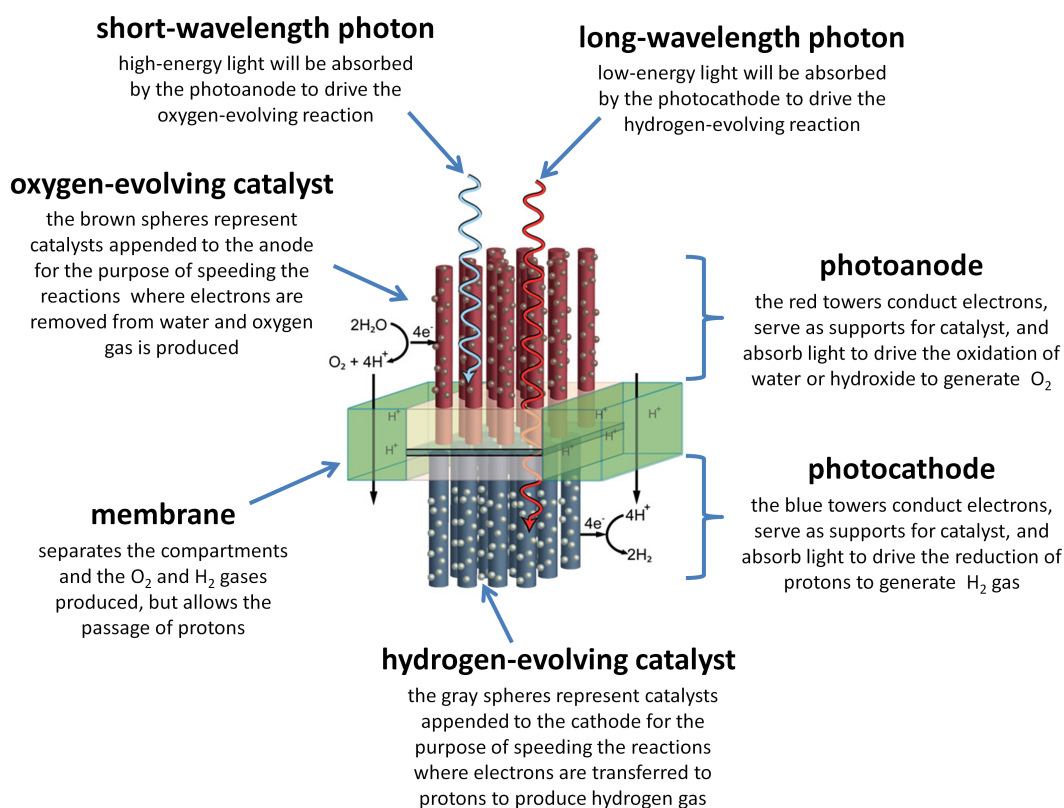 short-wavelength photon
high-energy light will be absorbed
by the photoanode to drive the
oxygen-evolving reaction
long-wavelength photon
low-energy light will be absorbed
by the photocathode to drive the
hydrogen-evolving reaction
oxygen-evolving catalyst
the brown spheres represent
catalysts appended to the anode
for the purpose of speeding the
reactions where electrons are
removed from water and oxygen
gas is produced
photoanode
the red towers conduct electrons,
serve as supports for catalyst, and
absorb light to drive the oxidation of
water or hydroxide to generate O₂
2H₂O
4e⁻
O₂ + 4H⁺
H⁺
H⁺
H⁺
H⁺
H⁺
H⁺
membrane
separates the compartments
and the O₂ and H₂ gases
produced, but allows the
passage of protons
photocathode
the blue towers conduct electrons,
serve as supports for catalyst, and
absorb light to drive the reduction of
protons to generate H₂ gas
4e⁻
4H⁺
2H₂
hydrogen-evolving catalyst
the gray spheres represent catalysts
appended to the cathode for the
purpose of speeding the reactions
where electrons are transferred to
protons to produce hydrogen gas